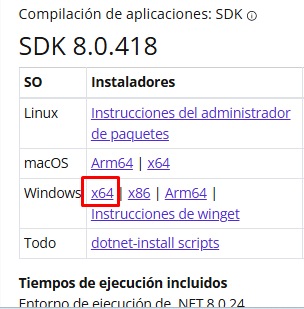 Compilación de aplicaciones: SDK
SDK 8.0.418
SO Instaladores
Linux Instrucciones del administrador
de paquetes
macOS Arm64 | x64
Windows x64 | x86 | Arm64 |
Instrucciones de winget
Todo dotnet-install scripts
Tiempos de ejecución incluidos
Entorno de ejecución de .NET 8.0.24